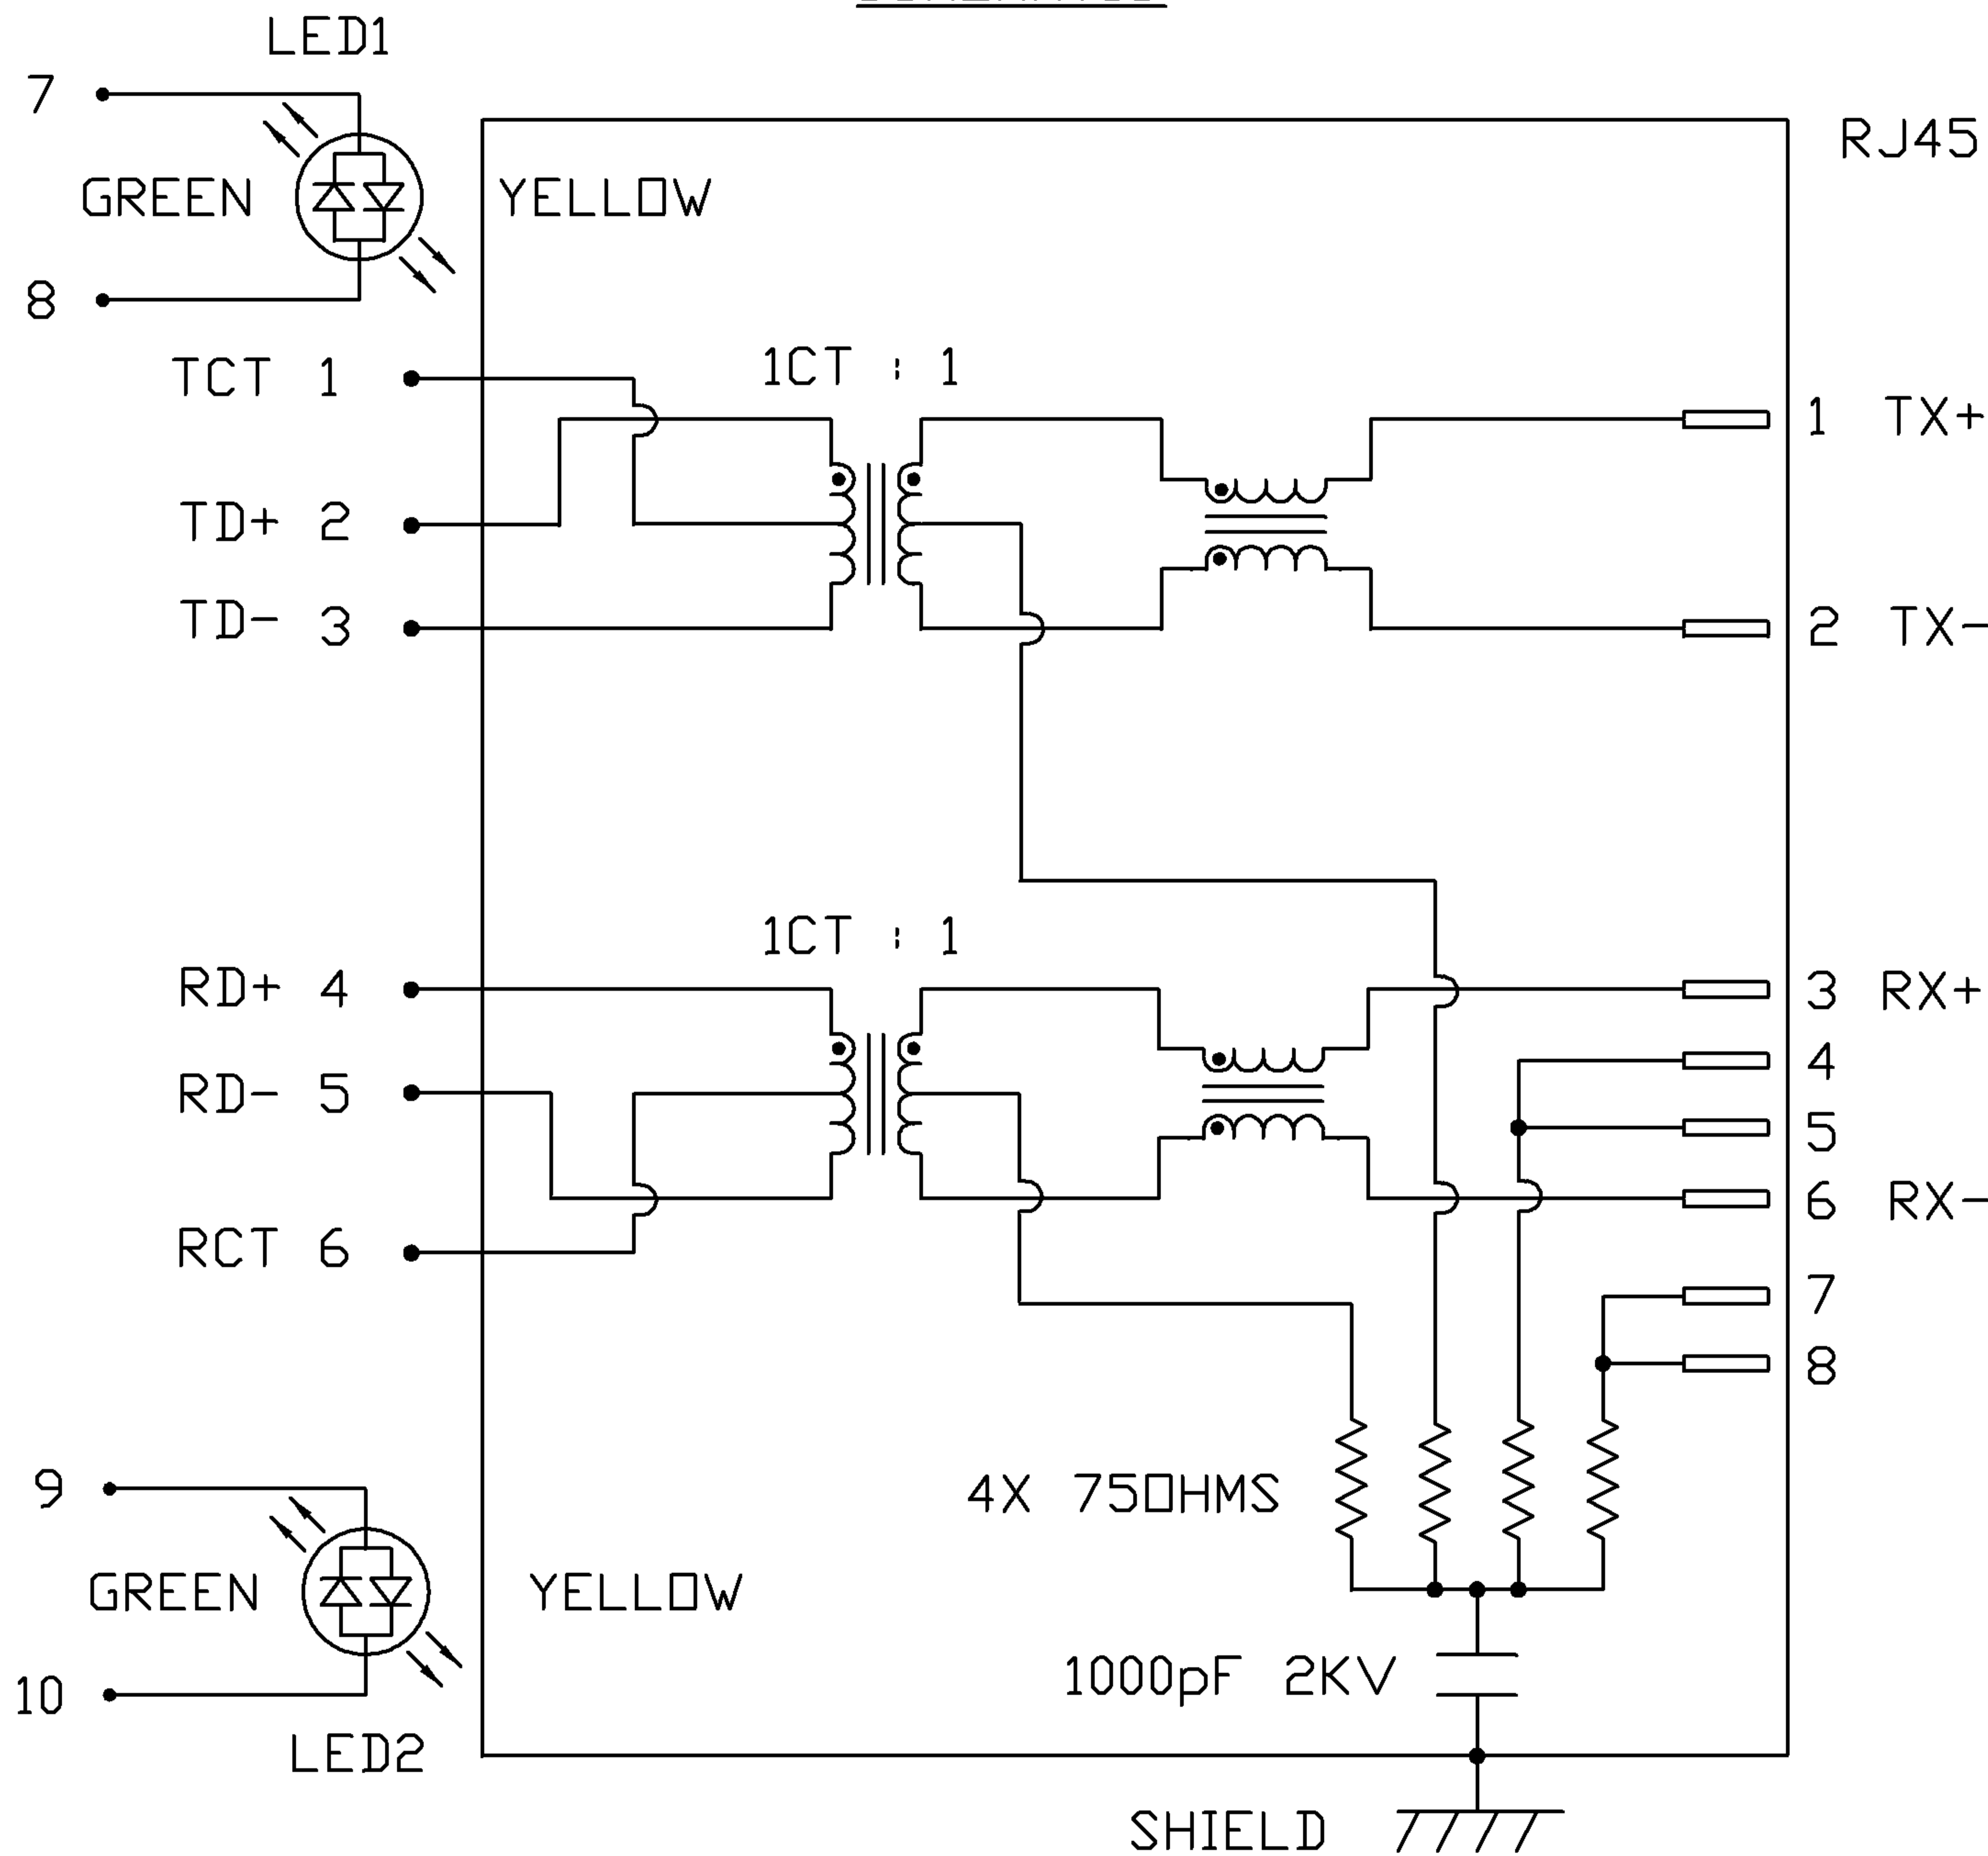 LED1
7
RJ45
GREEN
YELLOW
8
TCT 1
1CT : 1
1 TX+
TD+ 2
TD- 3
2 TX-
1CT : 1
RD+ 4
3 RX+
4
RD- 5
5
6 RX-
RCT 6
7
8
9
4X 75OHMS
GREEN
YELLOW
1000pF 2KV
10
LED2
SHIELD